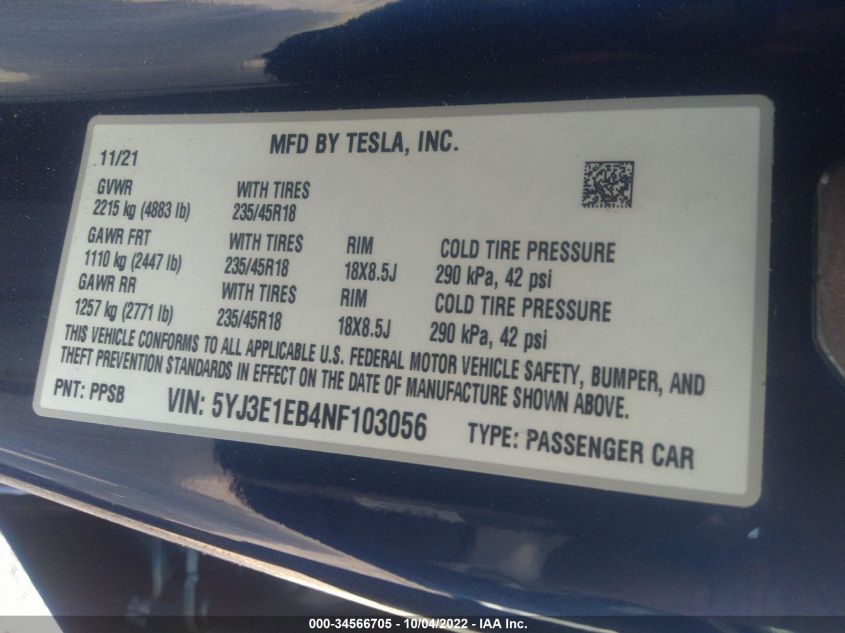 MFD BY TESLA, INC.
11/21
GVWR WITH TIRES
2215 kg (4883 lb) 235/45R18
GAWR FRT WITH TIRES RIM COLD TIRE PRESSURE
1110 kg (2447 lb) 235/45R18 18X8.5J 290 kPa, 42 psi
GAWR RR WITH TIRES RIM COLD TIRE PRESSURE
1257 kg (2771 lb) 235/45R18 18X8.5J 290 kPa, 42 psi
THIS VEHICLE CONFORMS TO ALL APPLICABLE U.S. FEDERAL MOTOR VEHICLE SAFETY, BUMPER, AND
THEFT PREVENTION STANDARDS IN EFFECT ON THE DATE OF MANUFACTURE SHOWN ABOVE.
PNT: PPSB VIN: 5YJ3E1EB4NF103056 TYPE: PASSENGER CAR
000-34566705 - 10/04/2022 - IAA Inc.